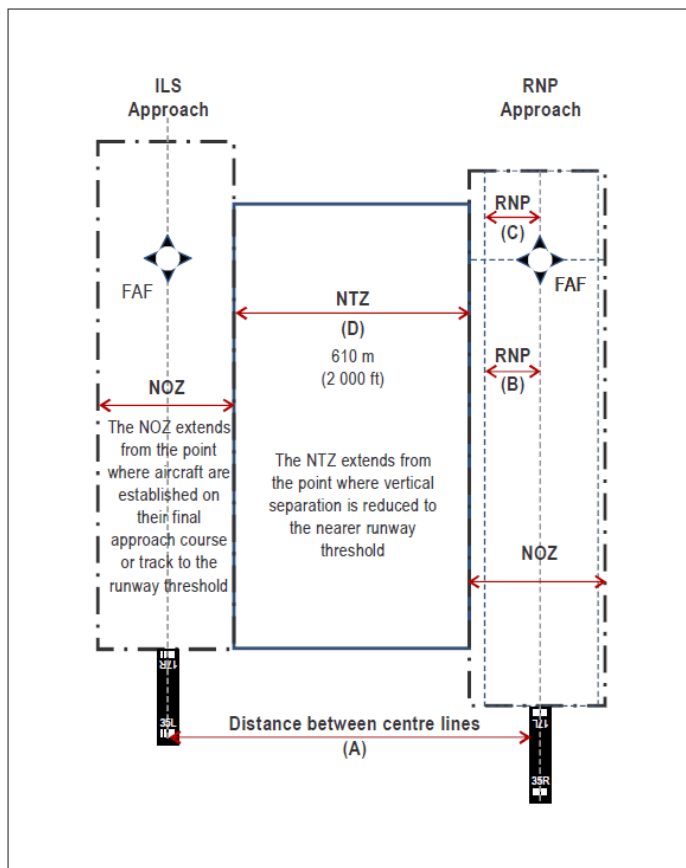 ILS
Approach
RNP
Approach
RNP
(C)
FAF
FAF
NTZ
(D)
610 m
(2 000 ft)
RNP
(B)
NOZ
The NOZ extends
from the point
where aircraft are
established on
their final
approach course
or track to the
runway threshold
The NTZ extends from
the point where vertical
separation is reduced to
the nearer runway
threshold
NOZ
17R
35L
Distance between centre lines
(A)
17L
35R